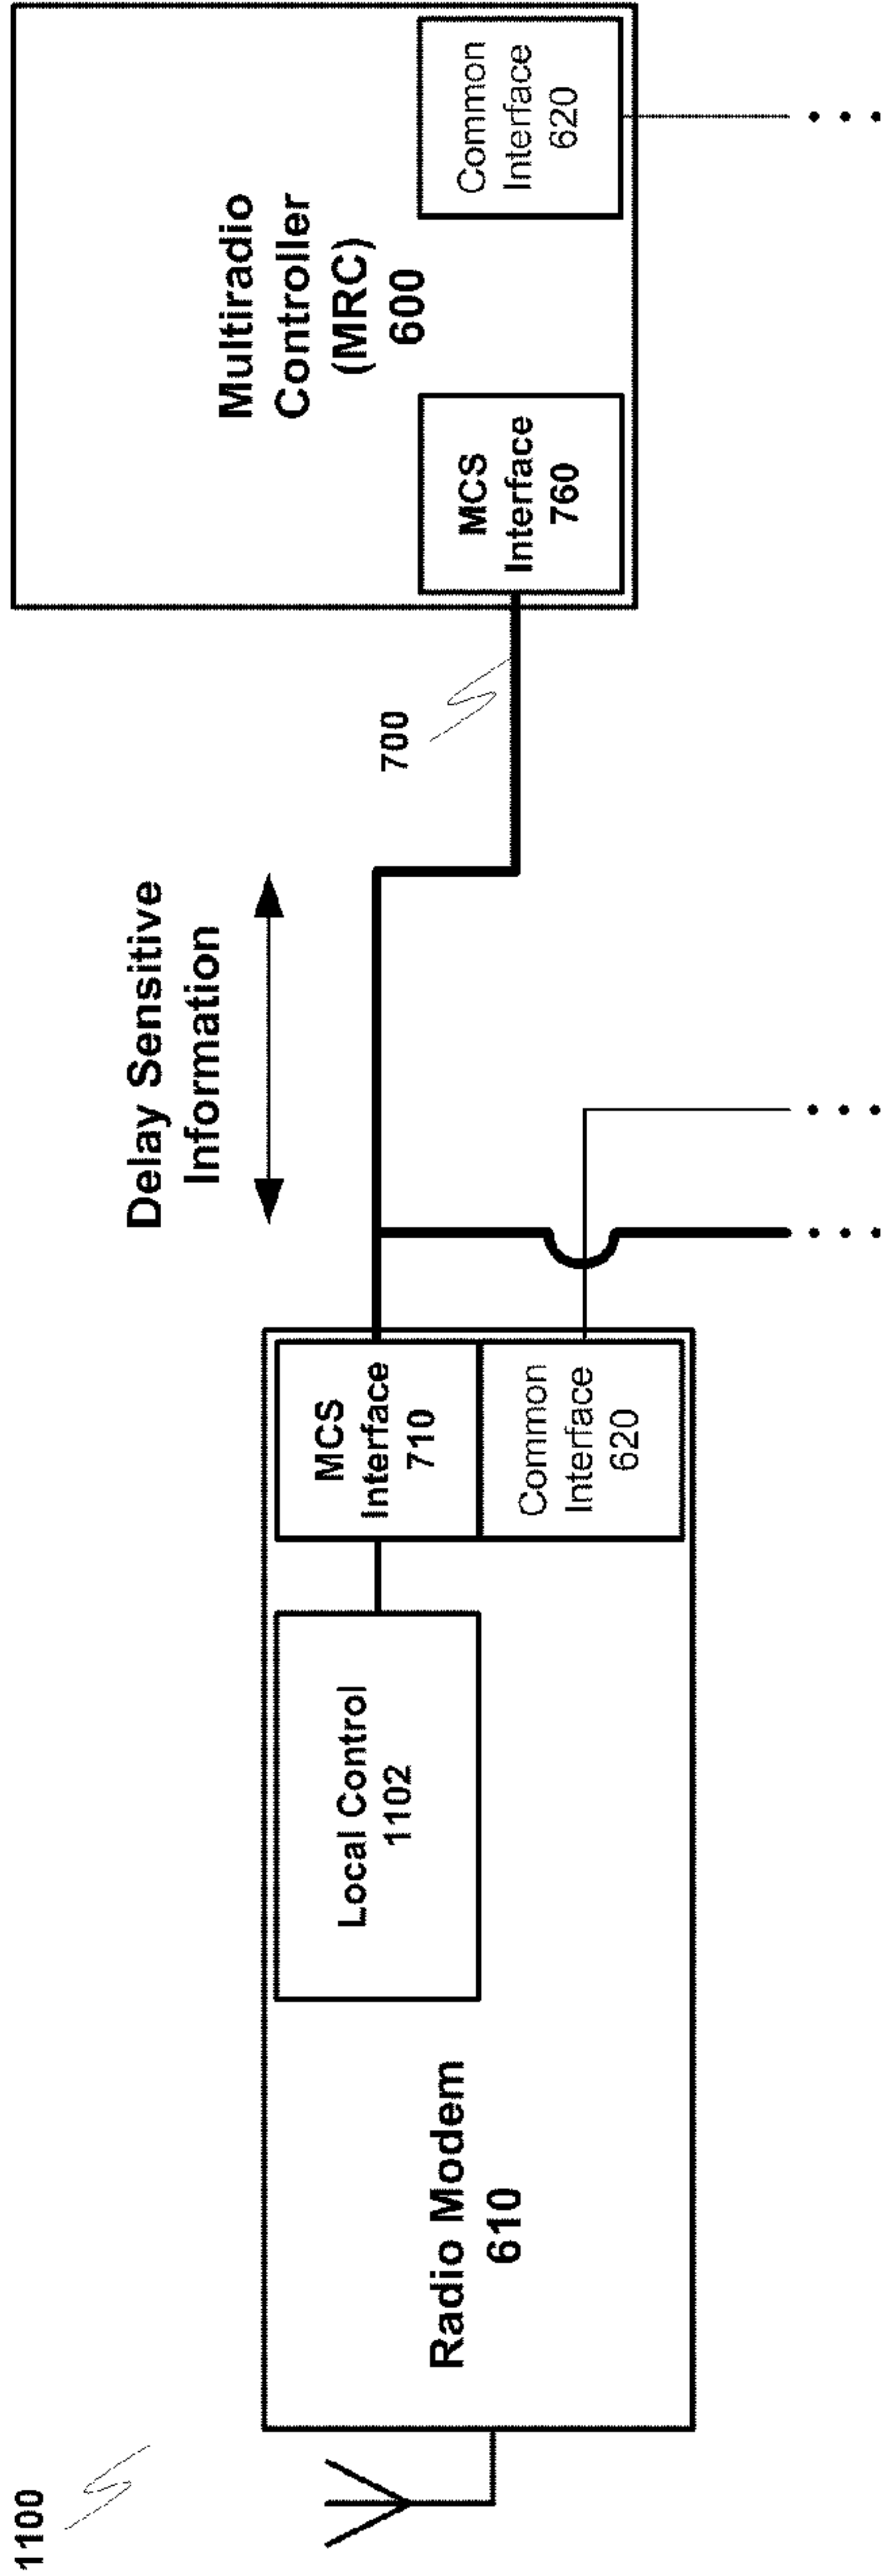 1100
Radio Modem
610
Local Control
1102
MCS
Interface
710
Common
Interface
620
Delay Sensitive
Information
700
Multiradio
Controller
(MRC)
600
MCS
Interface
760
Common
Interface
620